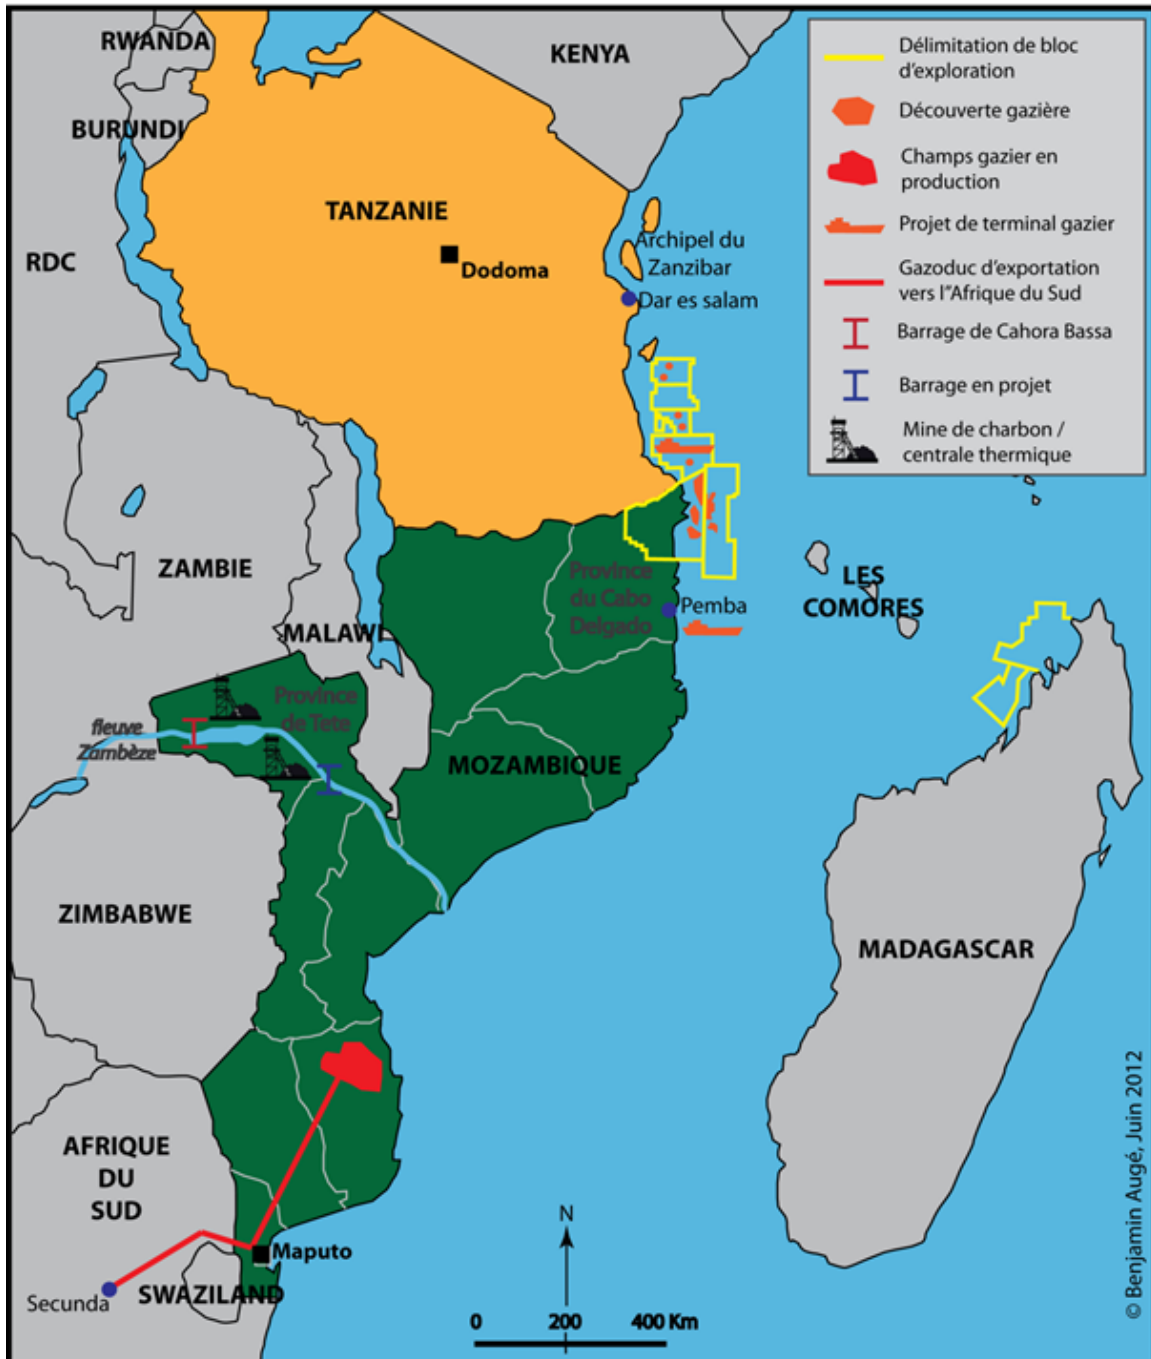 RWANDA
KENYA
BURUNDI
TANZANIE
RDC
Dodoma
Archipel du
Zanzibar
Dar es salam
ZAMBIE
MALAWI
Province
du Cabo
Delgado
Pemba
LES
COMORES
Province
de Tete
fleuve
Zambèze
MOZAMBIQUE
ZIMBABWE
MADAGASCAR
AFRIQUE
DU
SUD
Maputo
Secunda
SWAZILAND
N
0 200 400 Km
Délimitation de bloc
d'exploration
Découverte gazière
Champs gazier en
production
Projet de terminal gazier
Gazoduc d'exportation
vers l"Afrique du Sud
Barrage de Cahora Bassa
Barrage en projet
Mine de charbon /
centrale thermique
© Benjamin Augé, Juin 2012